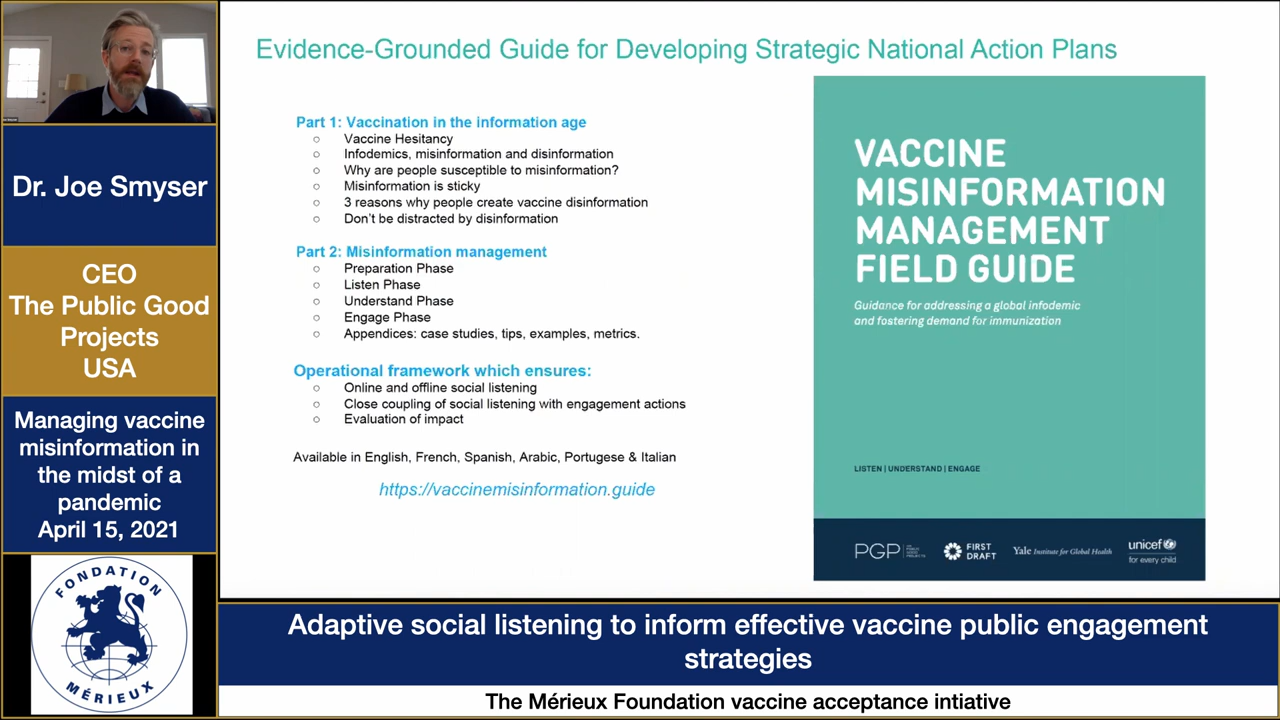 Dr. Joe Smyser
CEO
The Public Good
Projects
USA
Managing vaccine
misinformation in
the midst of a
pandemic
April 15, 2021
FONDATION
MÉRIEUX
Evidence-Grounded Guide for Developing Strategic National Action Plans
Part 1: Vaccination in the information age
Vaccine Hesitancy
Infodemics, misinformation and disinformation
Why are people susceptible to misinformation?
Misinformation is sticky
3 reasons why people create vaccine disinformation
Don't be distracted by disinformation
Part 2: Misinformation management
Preparation Phase
Listen Phase
Understand Phase
Engage Phase
Appendices: case studies, tips, examples, metrics.
Operational framework which ensures:
Online and offline social listening
Close coupling of social listening with engagement actions
Evaluation of impact
Available in English, French, Spanish, Arabic, Portugese & Italian
https://vaccinemisinformation.guide
VACCINE
MISINFORMATION
MANAGEMENT
FIELD GUIDE
Guidance for addressing a global infodemic
and fostering demand for immunization
LISTEN | UNDERSTAND | ENGAGE
PGP
FIRST
DRAFT
Yale Institute for Global Health
unicef
for every child
Adaptive social listening to inform effective vaccine public engagement
strategies
The Mérieux Foundation vaccine acceptance intiative